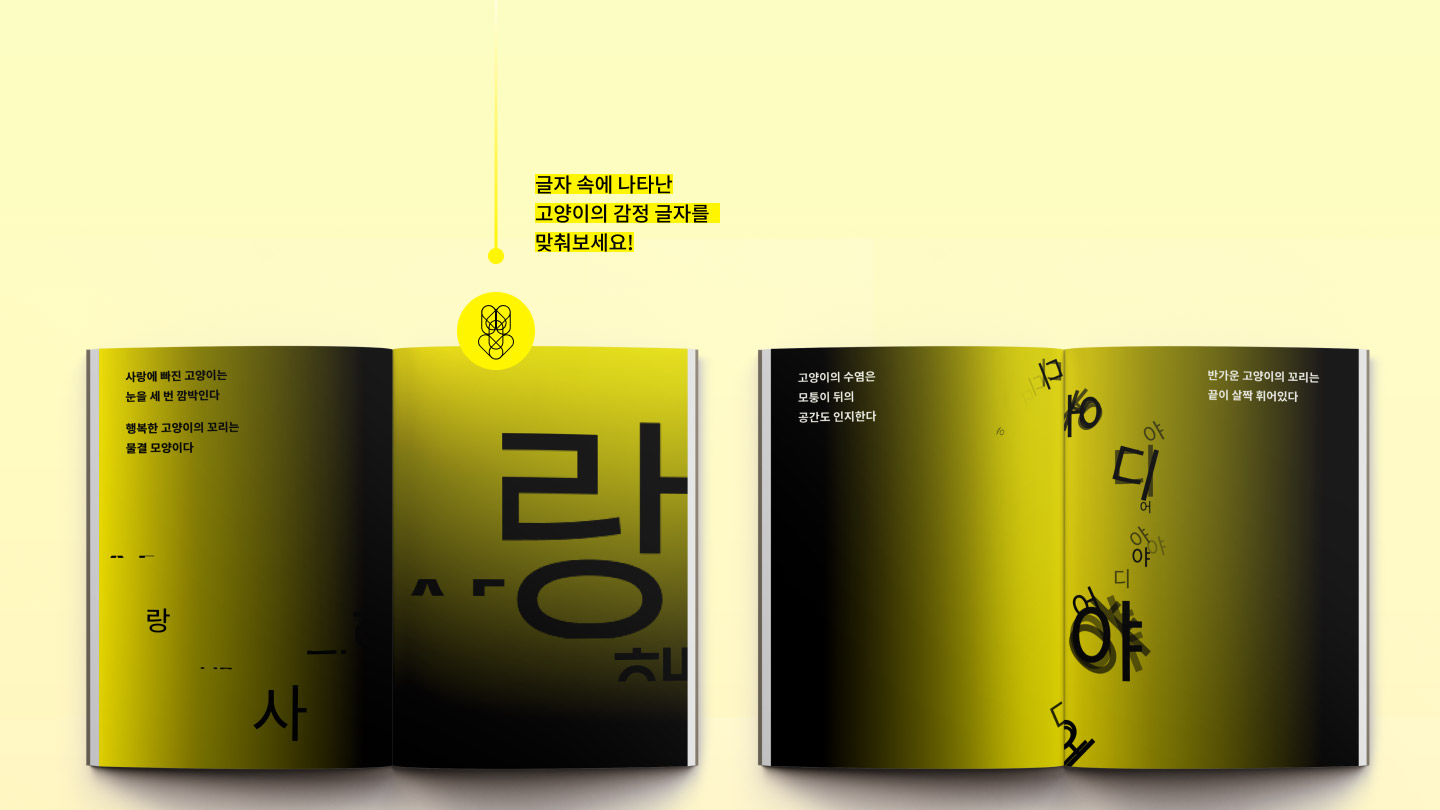 글자 속에 나타난
고양이의 감정 글자를
맞춰보세요!
사랑에 빠진 고양이는
눈을 세 번 깜박인다
행복한 고양이의 꼬리는
물결 모양이다
랑
사
랑
고양이의 수염은
모퉁이 뒤의
공간도 인지한다
반가운 고양이의 꼬리는
끝이 살짝 휘어있다
야
디
어
야
야
야
디
어
야